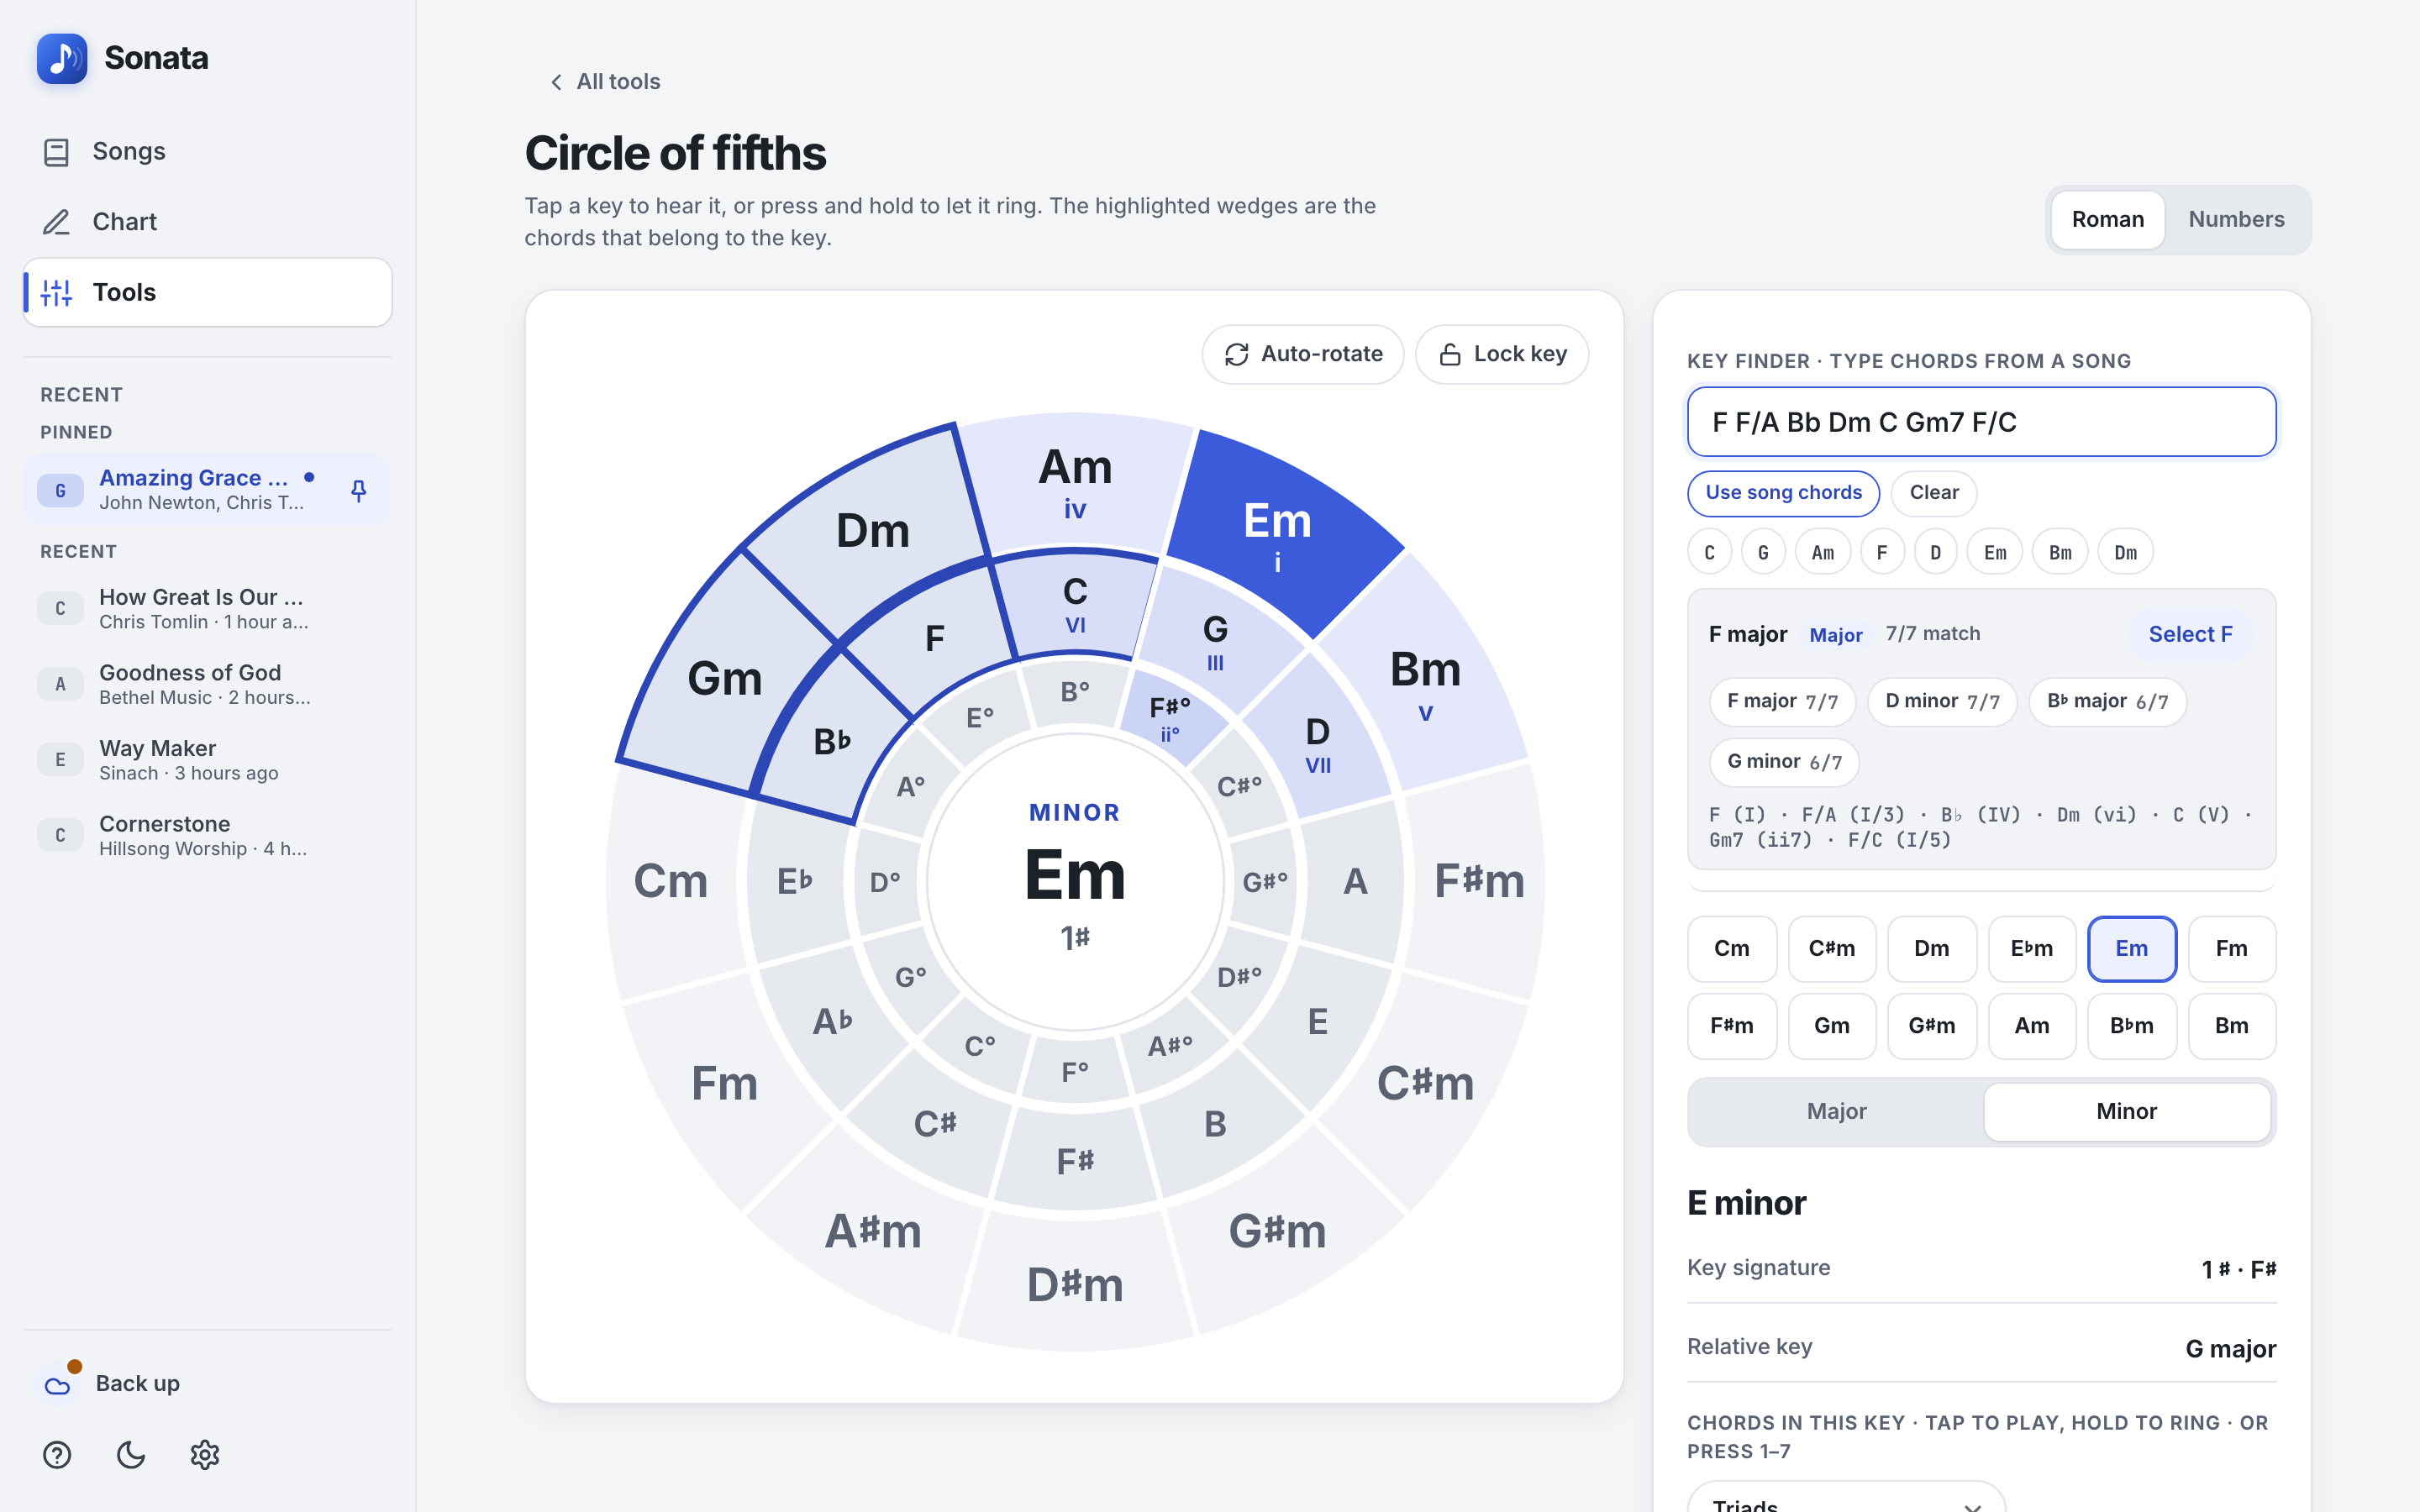 Sonata
Songs
Chart
Tools
RECENT
PINNED
G
Amazing Grace ...
John Newton, Chris T...
RECENT
C
How Great Is Our ...
Chris Tomlin · 1 hour a...
A
Goodness of God
Bethel Music · 2 hours...
E
Way Maker
Sinach · 3 hours ago
C
Cornerstone
Hillsong Worship · 4 h...
Back up
All tools
Circle of fifths
Tap a key to hear it, or press and hold to let it ring. The highlighted wedges are the
chords that belong to the key.
Roman Numbers
Auto-rotate Lock key
Am
iv
Em
i
Bm
v
F♯m
C♯m
G♯m
D♯m
A♯m
Fm
Cm
Gm
Dm
C
VI
G
III
D
VII
A
E
B
F♯
C♯
A♭
E♭
B♭
F
B°
F♯°
ii°
C♯°
G♯°
D♯°
A♯°
F°
C°
G°
D°
A°
E°
MINOR
Em
1♯
KEY FINDER · TYPE CHORDS FROM A SONG
F F/A Bb Dm C Gm7 F/C
Use song chords Clear
C G Am F D Em Bm Dm
F major Major 7/7 match Select F
F major 7/7 D minor 7/7 B♭ major 6/7
G minor 6/7
F (I) · F/A (I/3) · B♭ (IV) · Dm (vi) · C (V) ·
Gm7 (ii7) · F/C (I/5)
Cm C♯m Dm E♭m Em Fm
F♯m Gm G♯m Am B♭m Bm
Major Minor
E minor
Key signature 1 ♯ · F♯
Relative key G major
CHORDS IN THIS KEY · TAP TO PLAY, HOLD TO RING · OR
PRESS 1–7
Triads